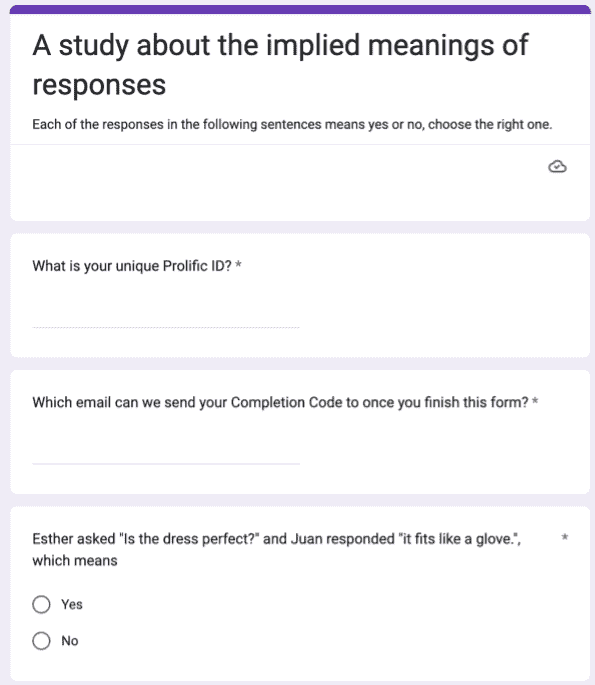 A study about the implied meanings of
responses
Each of the responses in the following sentences means yes or no, choose the right one.
What is your unique Prolific ID? *
Which email can we send your Completion Code to once you finish this form? *
Esther asked "Is the dress perfect?" and Juan responded "it fits like a glove.", *
which means
Yes
No